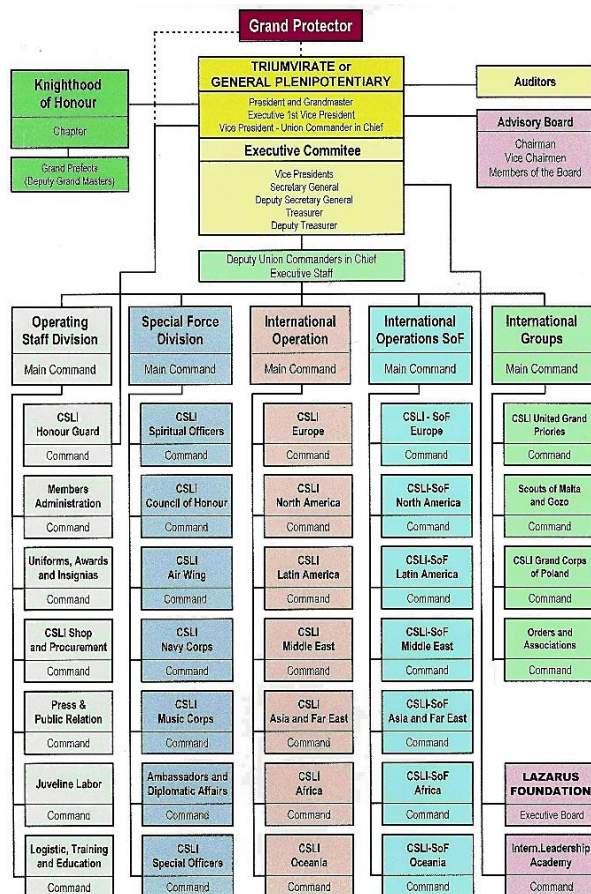 Grand Protector
TRIUMVIRATE or
GENERAL PLENIPOTENTIARY
President and Grandmaster
Executive 1st Vice President
Vice President - Union Commander in Chief
Executive Commitee
Vice Presidents
Secretary General
Deputy Secretary General
Treasurer
Deputy Treasurer
Knighthood
of Honour
Chapter
Grand Prefects
(Deputy Grand Masters)
Auditors
Advisory Board
Chairman
Vice Chairmen
Members of the Board
Deputy Union Commanders in Chief
Executive Staff
Operating
Staff Division
Main Command
CSLI
Honour Guard
Command
Members
Administration
Command
Uniforms, Awards
and Insignias
Command
CSLI Shop
and Procurement
Command
Press &
Public Relation
Command
Juveline Labor
Command
Logistic, Training
and Education
Command
Special Force
Division
Main Command
CSLI
Spiritual Officers
Command
CSLI
Council of Honour
Command
CSLI
Air Wing
Command
CSLI
Navy Corps
Command
CSLI
Music Corps
Command
Ambassadors and
Diplomatic Affairs
Command
CSLI
Special Officers
Command
International
Operation
Main Command
CSLI
Europe
Command
CSLI
North America
Command
CSLI
Latin America
Command
CSLI
Middle East
Command
CSLI
Asia and Far East
Command
CSLI
Africa
Command
CSLI
Oceania
Command
International
Operations SoF
Main Command
CSLI - SoF
Europe
Command
CSLI-SoF
North America
Command
CSLI-SoF
Latin America
Command
CSLI-SoF
Middle East
Command
CSLI-SoF
Asia and Far East
Command
CSLI-SoF
Africa
Command
CSLI-SoF
Oceania
Command
International
Groups
Main Command
CSLI United Grand
Priories
Command
Scouts of Malta
and Gozo
Command
CSLI Grand Corps
of Poland
Command
Orders and
Associations
Command
LAZARUS
FOUNDATION
Executive Board
Intern.Leadership
Academy
Command